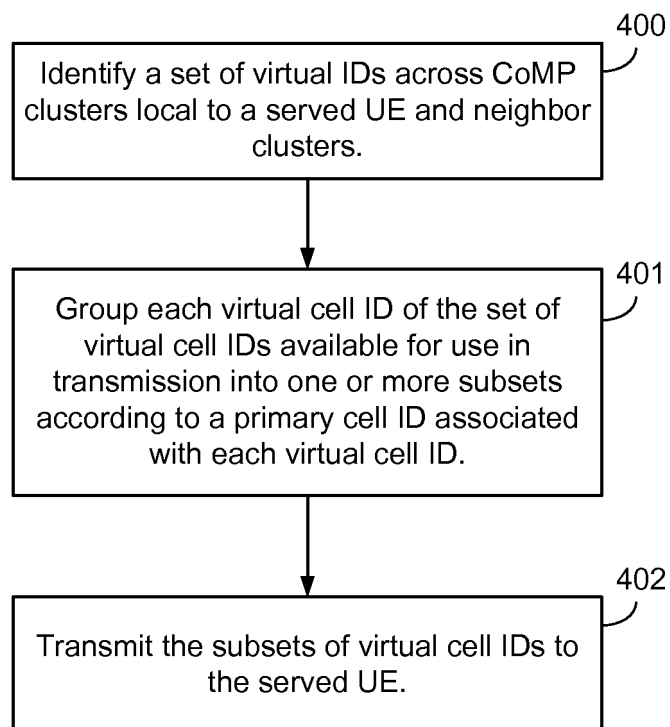 400
Identify a set of virtual IDs across CoMP
clusters local to a served UE and neighbor
clusters.
401
Group each virtual cell ID of the set of
virtual cell IDs available for use in
transmission into one or more subsets
according to a primary cell ID associated
with each virtual cell ID.
402
Transmit the subsets of virtual cell IDs to
the served UE.